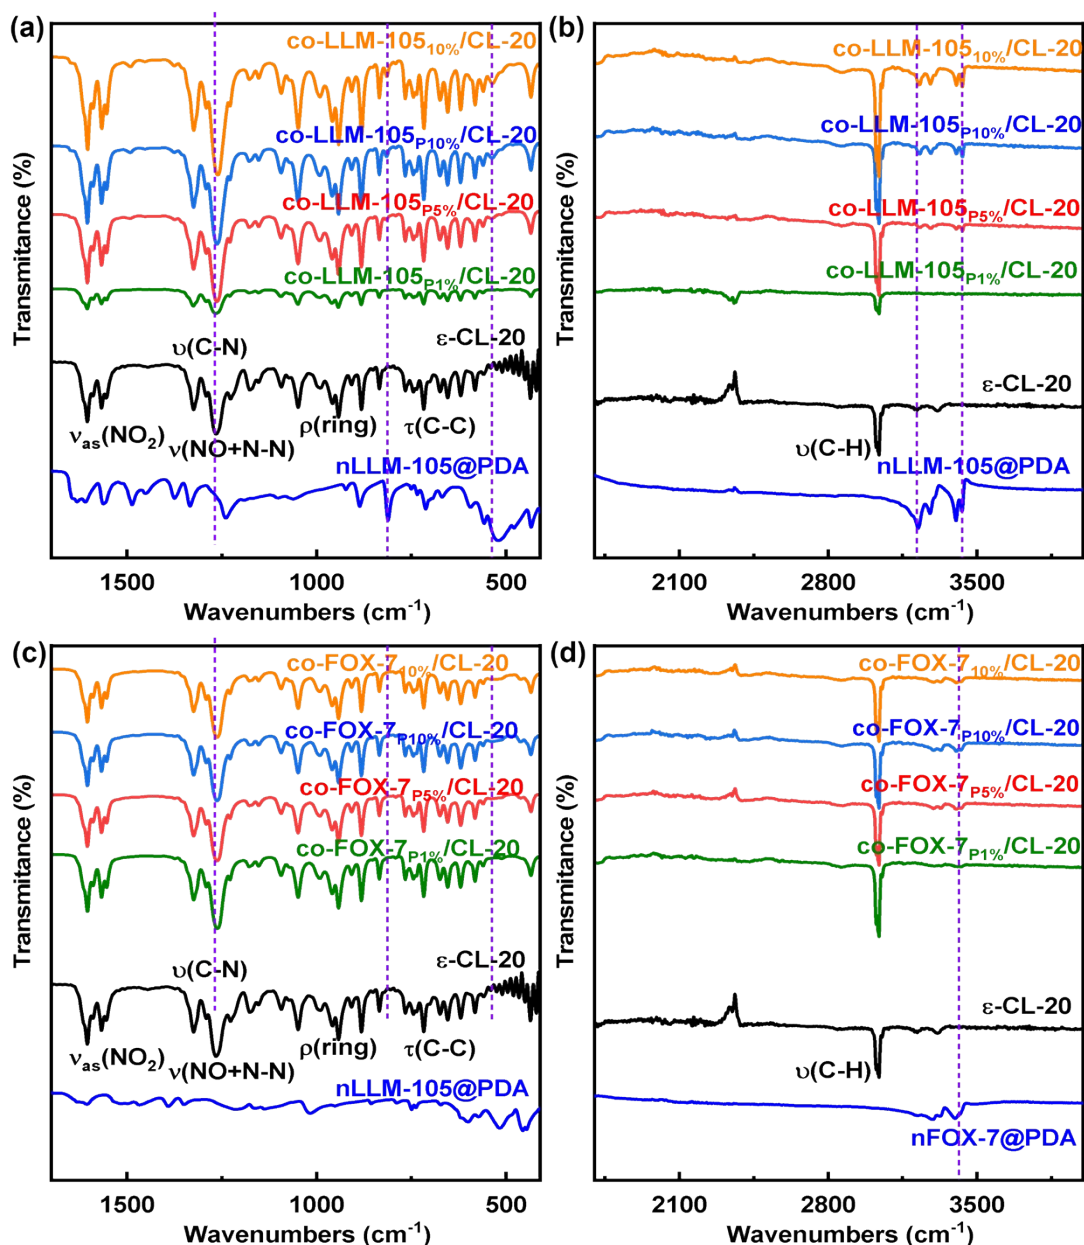 (a)
co-LLM-105₁₀%/CL-20
co-LLM-105P10%/CL-20
co-LLM-105P5%/CL-20
co-LLM-105P1%/CL-20
ε-CL-20
υ(C-N)
νas(NO₂)
ν(NO+N-N)
ρ(ring)
τ(C-C)
nLLM-105@PDA
Transmitance (%)
1500 1000 500
Wavenumbers (cm⁻¹)
(b)
co-LLM-105₁₀%/CL-20
co-LLM-105P10%/CL-20
co-LLM-105P5%/CL-20
co-LLM-105P1%/CL-20
ε-CL-20
υ(C-H)
nLLM-105@PDA
Transmitance (%)
2100 2800 3500
Wavenumbers (cm⁻¹)
(c)
co-FOX-7₁₀%/CL-20
co-FOX-7P10%/CL-20
co-FOX-7P5%/CL-20
co-FOX-7P1%/CL-20
ε-CL-20
υ(C-N)
νas(NO₂)
ν(NO+N-N)
ρ(ring)
τ(C-C)
nLLM-105@PDA
Transmitance (%)
1500 1000 500
Wavenumbers (cm⁻¹)
(d)
co-FOX-7₁₀%/CL-20
co-FOX-7P10%/CL-20
co-FOX-7P5%/CL-20
co-FOX-7P1%/CL-20
ε-CL-20
υ(C-H)
nFOX-7@PDA
Transmitance (%)
2100 2800 3500
Wavenumbers (cm⁻¹)